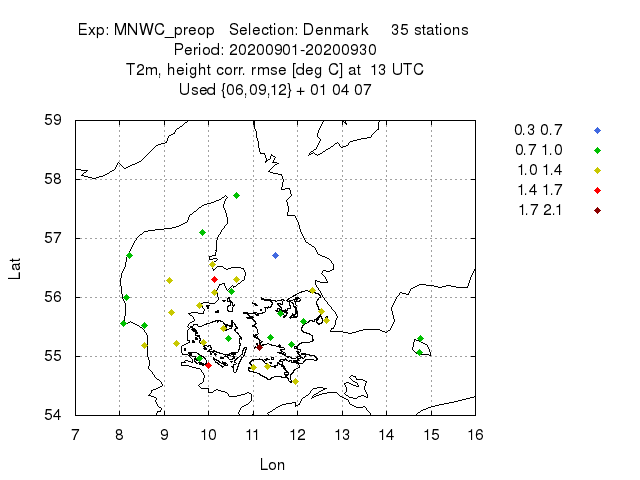 Exp: MNWC_preop Selection: Denmark 35 stations
Period: 20200901-20200930
T2m, height corr. rmse [deg C] at 13 UTC
Used {06,09,12} + 01 04 07
0.3 0.7
0.7 1.0
1.0 1.4
1.4 1.7
1.7 2.1
59
58
57
56
55
54
Lat
7 8 9 10 11 12 13 14 15 16
Lon